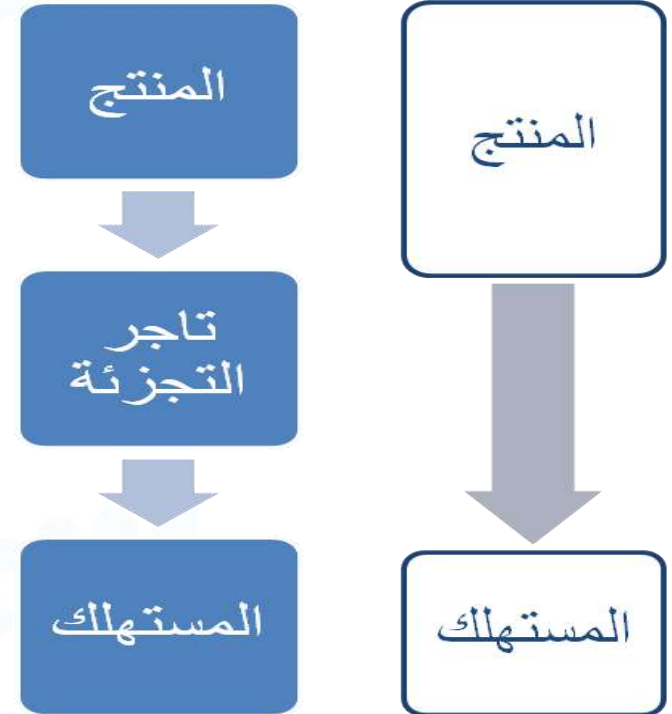 المنتج
المستهلك
المنتج
تاجر
التجزئة
المستهلك